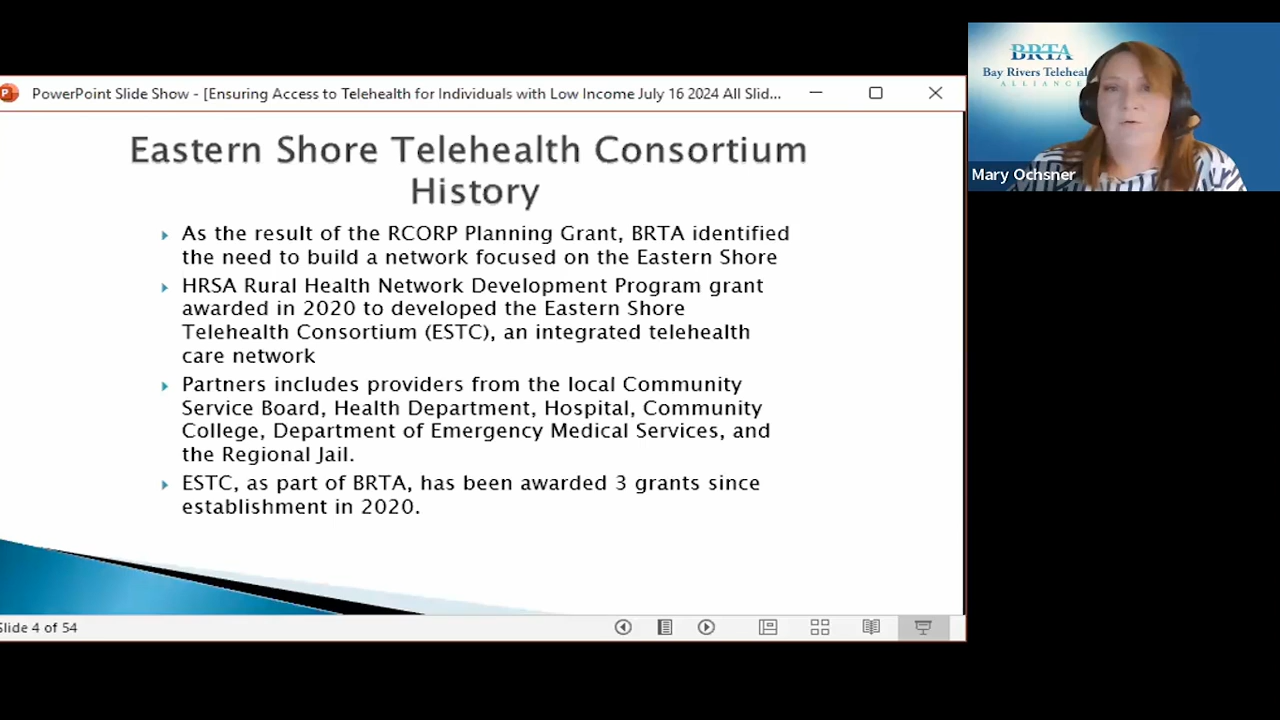 PowerPoint Slide Show - [Ensuring Access to Telehealth for Individuals with Low Income July 16 2024 All Slid...
Eastern Shore Telehealth Consortium
History
As the result of the RCORP Planning Grant, BRTA identified
the need to build a network focused on the Eastern Shore
HRSA Rural Health Network Development Program grant
awarded in 2020 to developed the Eastern Shore
Telehealth Consortium (ESTC), an integrated telehealth
care network
Partners includes providers from the local Community
Service Board, Health Department, Hospital, Community
College, Department of Emergency Medical Services, and
the Regional Jail.
ESTC, as part of BRTA, has been awarded 3 grants since
establishment in 2020.
Slide 4 of 54
BRTA
Bay Rivers Teleheal
ALLIANCE
Mary Ochsner